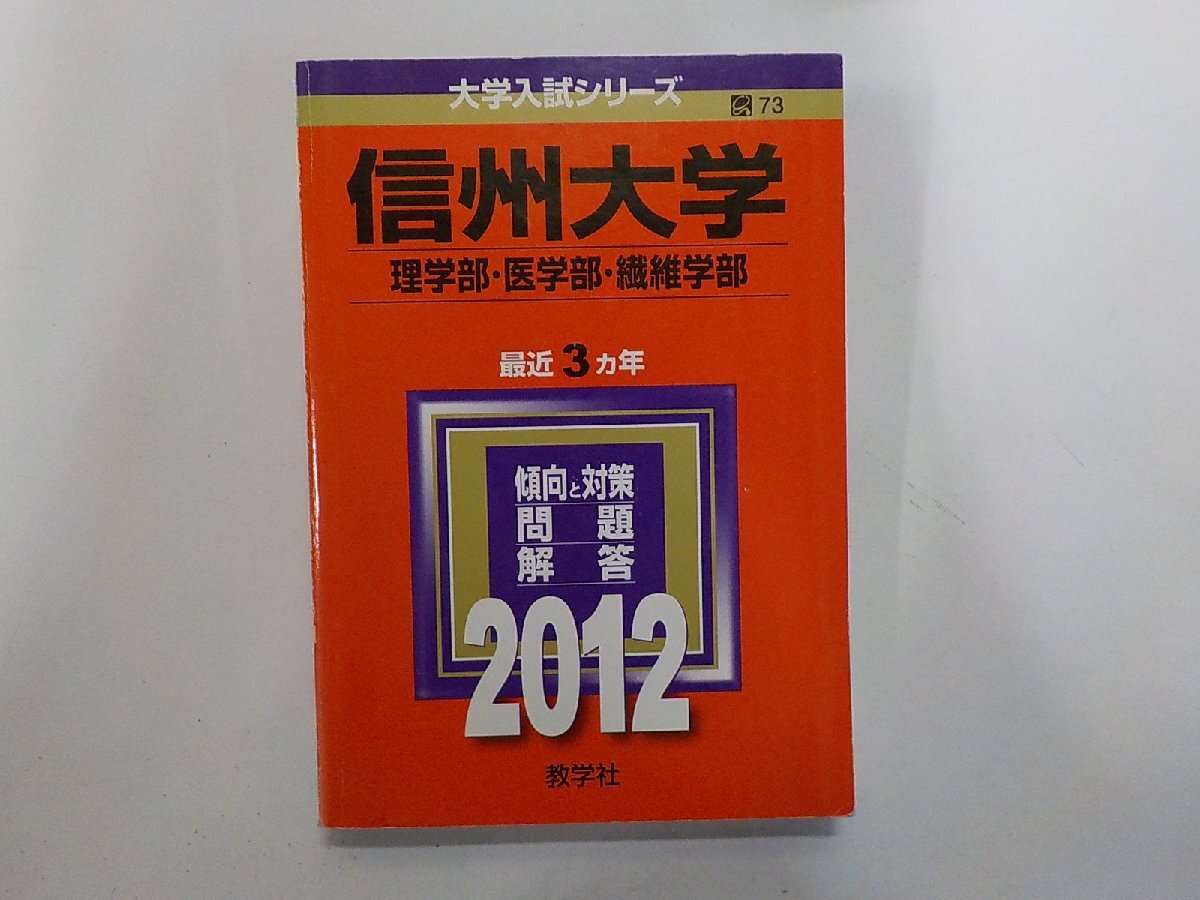 大学入試シリーズ
73
信州大学
理学部・医学部・繊維学部
最近3ヵ年
傾向と対策
問題
解答
2012
教学社